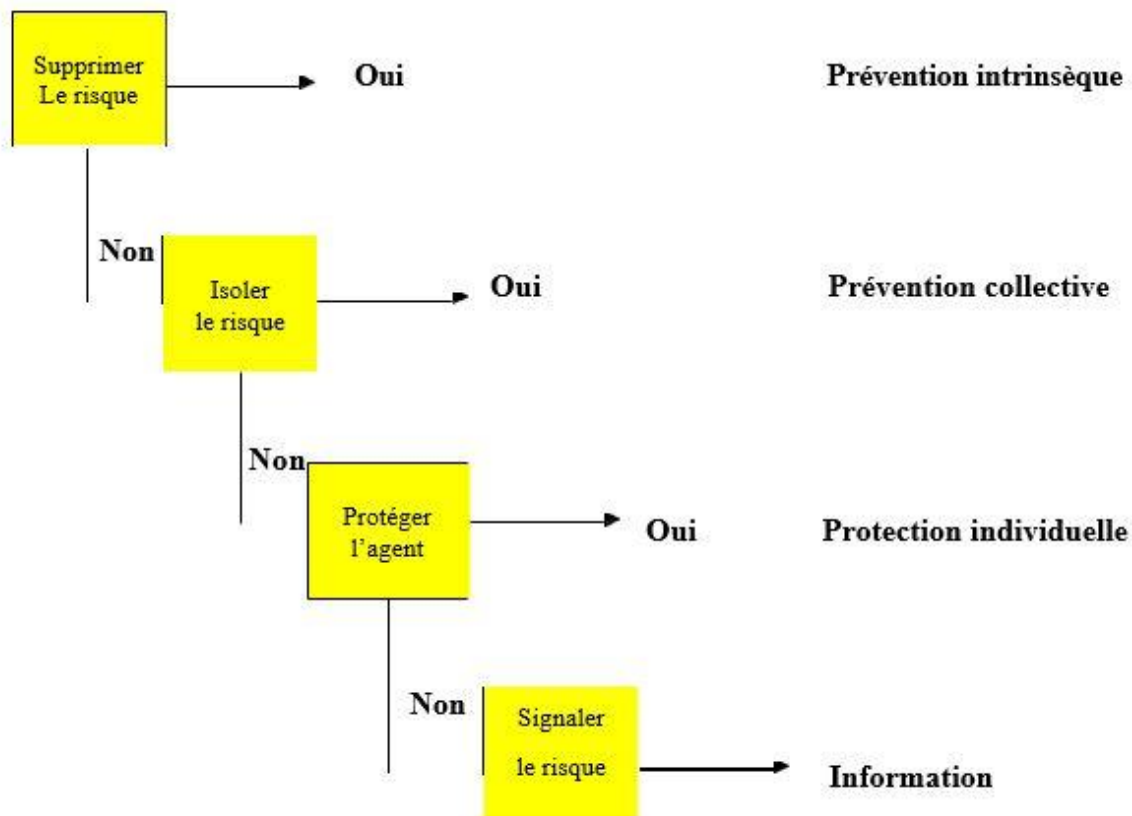 Supprimer
Le risque
Oui
Prévention intrinsèque
Non
Isoler
le risque
Oui
Prévention collective
Non
Protéger
l’agent
Oui
Protection individuelle
Non
Signaler
le risque
Information